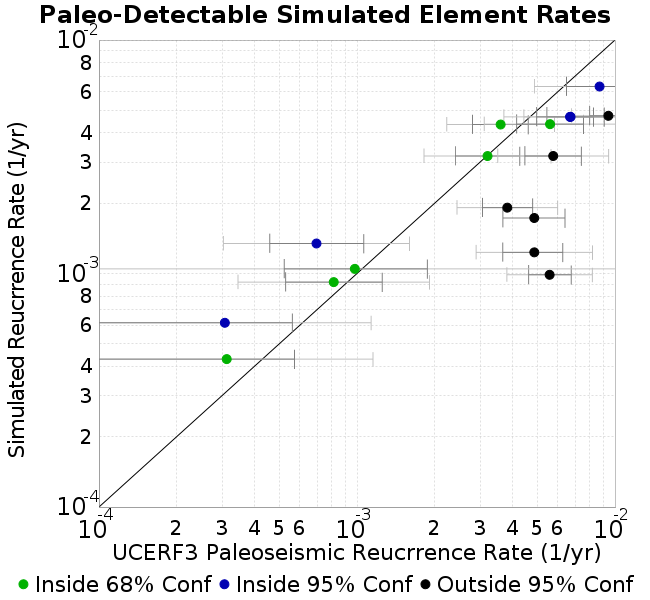 Paleo-Detectable Simulated Element Rates
10-2
8
6
4
3
2
10-3
8
6
4
3
2
10-4
Simulated Reucrrence Rate (1/yr)
10-4 2 3 4 5 6 10-3 2 3 4 5 6 10-2
UCERF3 Paleoseismic Reucrrence Rate (1/yr)
Inside 68% Conf Inside 95% Conf Outside 95% Conf